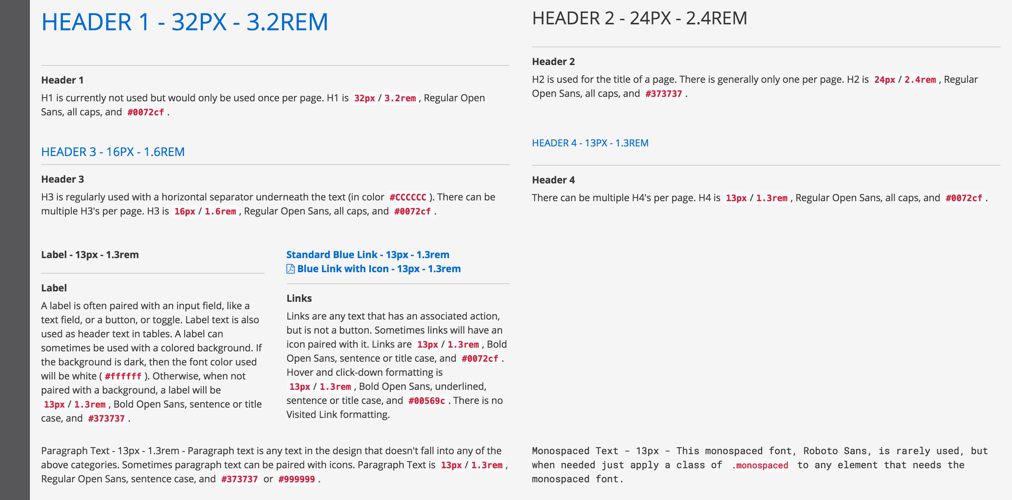 HEADER 1 - 32PX - 3.2REM
Header 1
H1 is currently not used but would only be used once per page. H1 is 32px / 3.2rem , Regular Open
Sans, all caps, and #0072cf .
HEADER 2 - 24PX - 2.4REM
Header 2
H2 is used for the title of a page. There is generally only one per page. H2 is 24px / 2.4rem , Regular
Open Sans, all caps, and #373737 .
HEADER 3 - 16PX - 1.6REM
Header 3
H3 is regularly used with a horizontal separator underneath the text (in color #CCCCCC ). There can be
multiple H3's per page. H3 is 16px / 1.6rem , Regular Open Sans, all caps, and #0072cf .
HEADER 4 - 13PX - 1.3REM
Header 4
There can be multiple H4's per page. H4 is 13px / 1.3rem , Regular Open Sans, all caps, and #0072cf .
Label - 13px - 1.3rem
Label
A label is often paired with an input field, like a
text field, or a button, or toggle. Label text is also
used as header text in tables. A label can
sometimes be used with a colored background. If
the background is dark, then the font color used
will be white ( #ffffff ). Otherwise, when not
paired with a background, a label will be
13px / 1.3rem , Bold Open Sans, sentence or title
case, and #373737 .
Standard Blue Link - 13px - 1.3rem
Blue Link with Icon - 13px - 1.3rem
Links
Links are any text that has an associated action,
but is not a button. Sometimes links will have an
icon paired with it. Links are 13px / 1.3rem , Bold
Open Sans, sentence or title case, and #0072cf .
Hover and click-down formatting is
13px / 1.3rem , Bold Open Sans, underlined,
sentence or title case, and #00569c . There is no
Visited Link formatting.
Paragraph Text - 13px - 1.3rem - Paragraph text is any text in the design that doesn't fall into any of the
above categories. Sometimes paragraph text can be paired with icons. Paragraph Text is 13px / 1.3rem ,
Regular Open Sans, sentence case, and #373737 or #999999 .
Monospaced Text - 13px - This monospaced font, Roboto Sans, is rarely used, but
when needed just apply a class of .monospaced to any element that needs the
monospaced font.